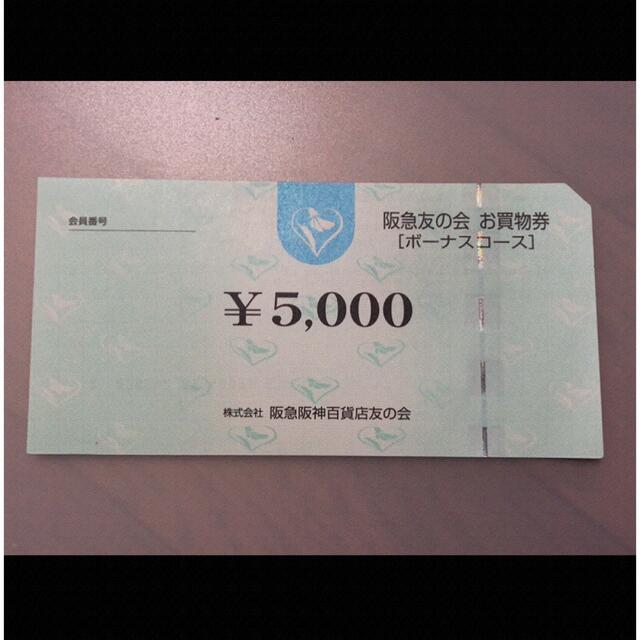 会員番号
阪急友の会 お買物券
[ボーナスコース]
¥5,000
株式会社 阪急阪神百貨店友の会